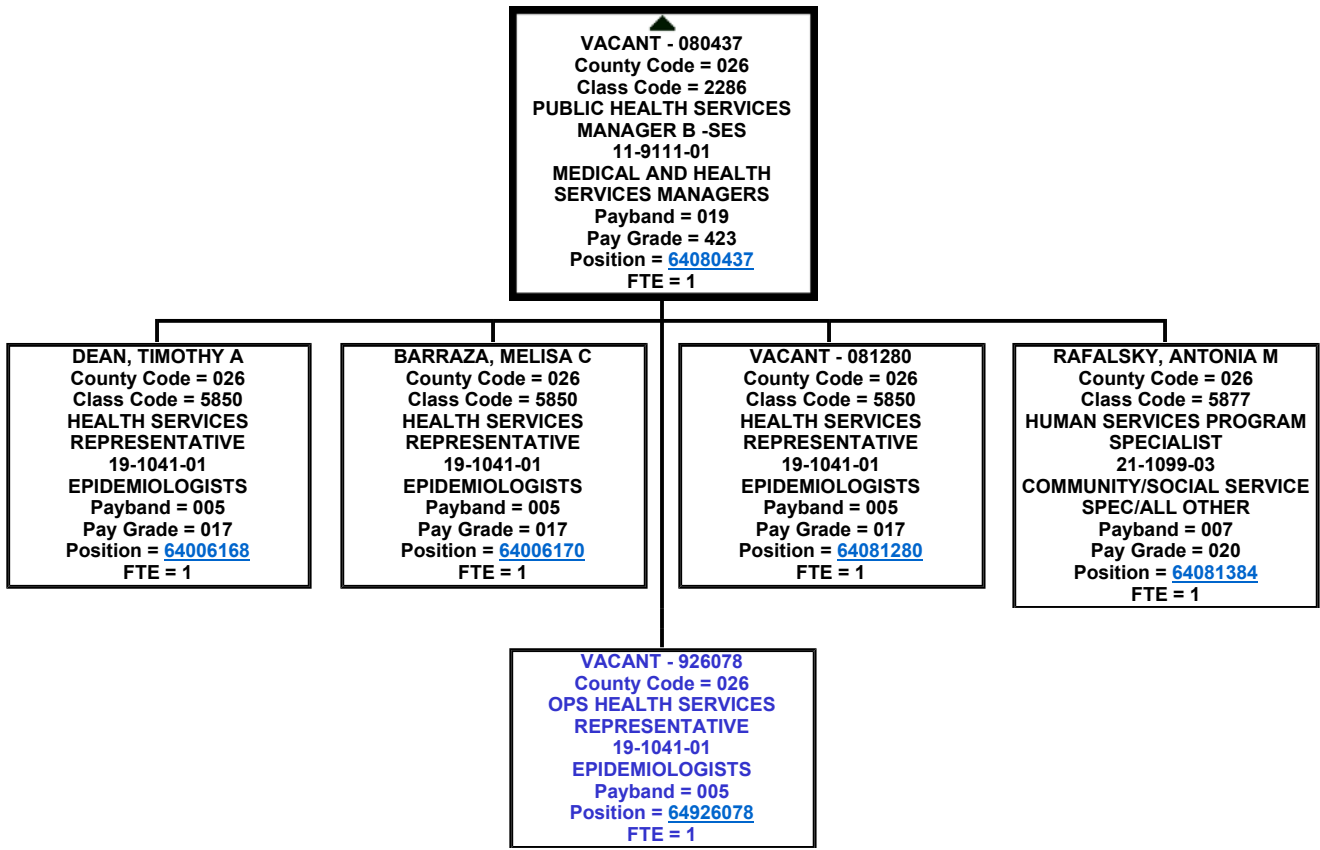 VACANT - 080437
County Code = 026
Class Code = 2286
PUBLIC HEALTH SERVICES
MANAGER B -SES
11-9111-01
MEDICAL AND HEALTH
SERVICES MANAGERS
Payband = 019
Pay Grade = 423
Position = 64080437
FTE = 1
DEAN, TIMOTHY A
County Code = 026
Class Code = 5850
HEALTH SERVICES
REPRESENTATIVE
19-1041-01
EPIDEMIOLOGISTS
Payband = 005
Pay Grade = 017
Position = 64006168
FTE = 1
BARRAZA, MELISA C
County Code = 026
Class Code = 5850
HEALTH SERVICES
REPRESENTATIVE
19-1041-01
EPIDEMIOLOGISTS
Payband = 005
Pay Grade = 017
Position = 64006170
FTE = 1
VACANT - 081280
County Code = 026
Class Code = 5850
HEALTH SERVICES
REPRESENTATIVE
19-1041-01
EPIDEMIOLOGISTS
Payband = 005
Pay Grade = 017
Position = 64081280
FTE = 1
RAFALSKY, ANTONIA M
County Code = 026
Class Code = 5877
HUMAN SERVICES PROGRAM
SPECIALIST
21-1099-03
COMMUNITY/SOCIAL SERVICE
SPEC/ALL OTHER
Payband = 007
Pay Grade = 020
Position = 64081384
FTE = 1
VACANT - 926078
County Code = 026
OPS HEALTH SERVICES
REPRESENTATIVE
19-1041-01
EPIDEMIOLOGISTS
Payband = 005
Position = 64926078
FTE = 1